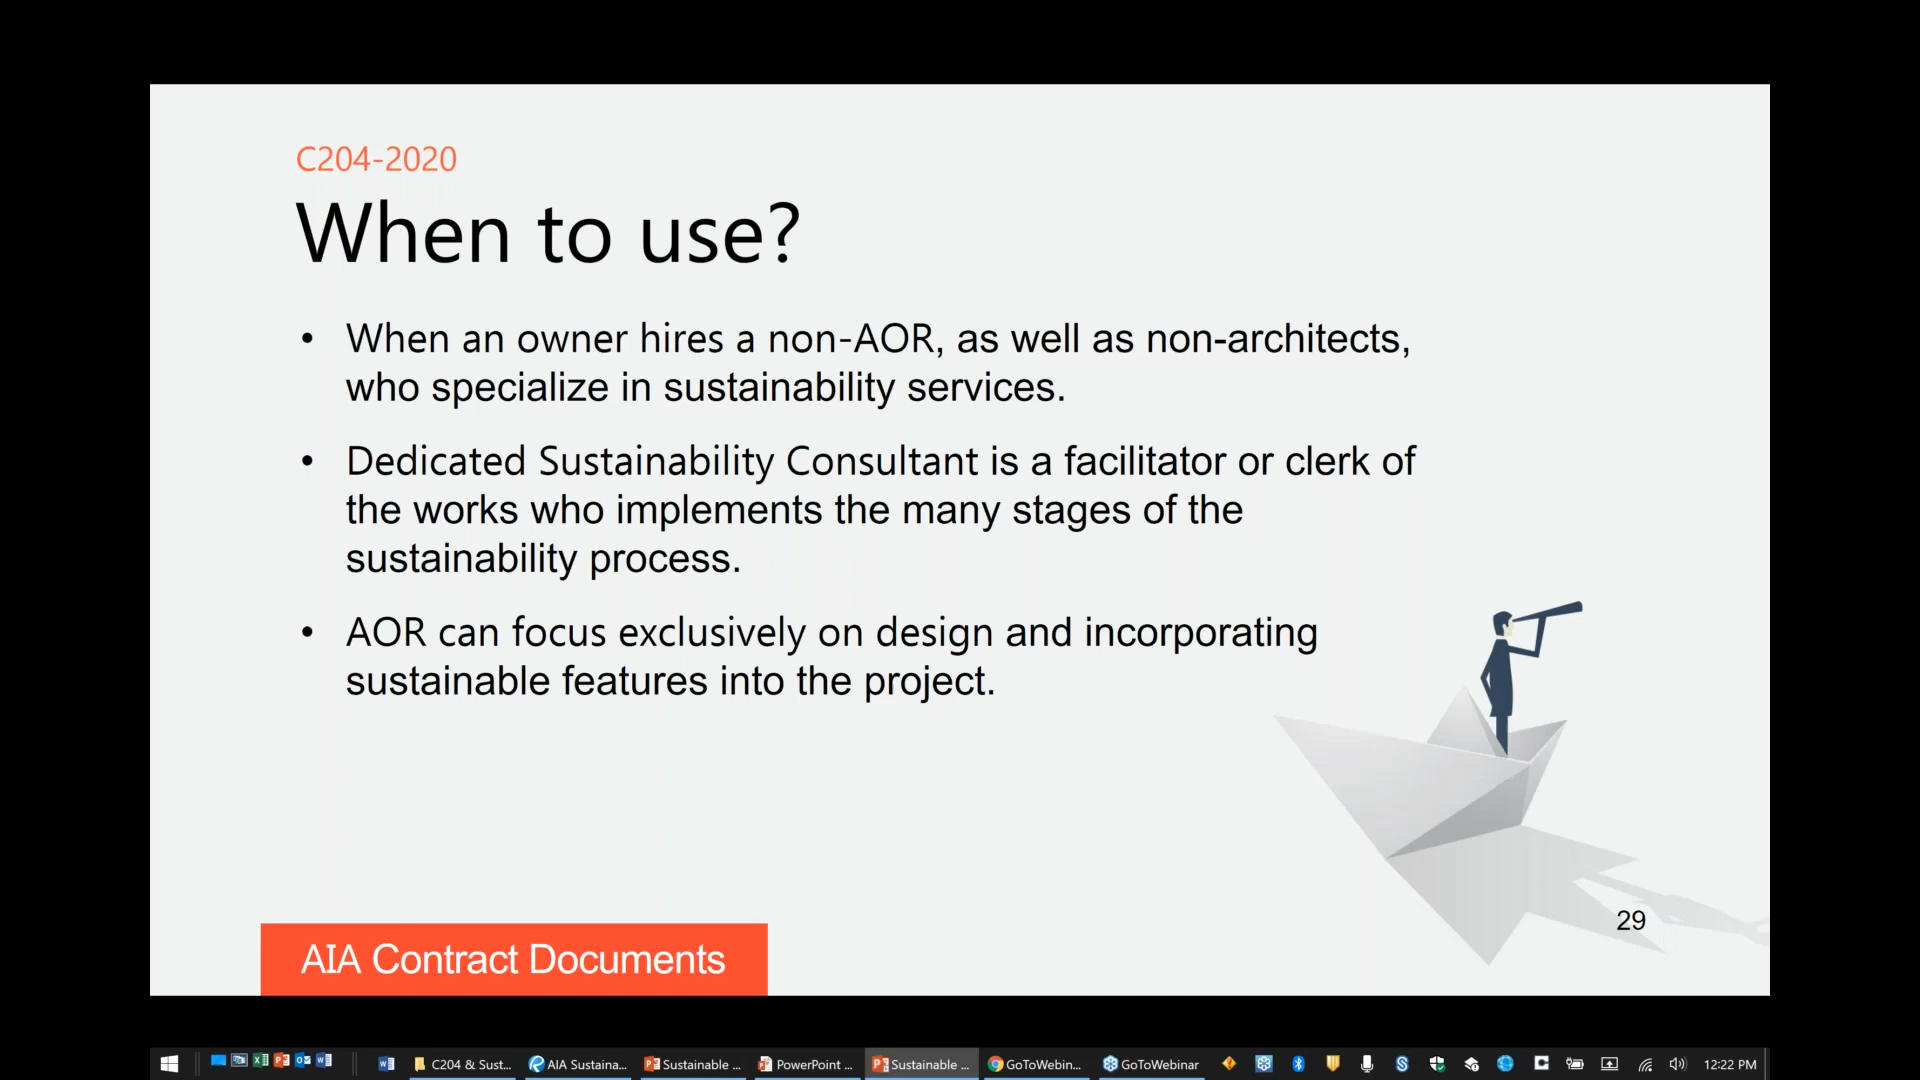 C204-2020
When to use?
• When an owner hires a non-AOR, as well as non-architects,
who specialize in sustainability services.
• Dedicated Sustainability Consultant is a facilitator or clerk of
the works who implements the many stages of the
sustainability process.
• AOR can focus exclusively on design and incorporating
sustainable features into the project.
29
AIA Contract Documents
C204 & Sust... AIA Sustaina... Sustainable ... PowerPoint ... Sustainable ... GoToWebin... GoToWebinar 12:22 PM